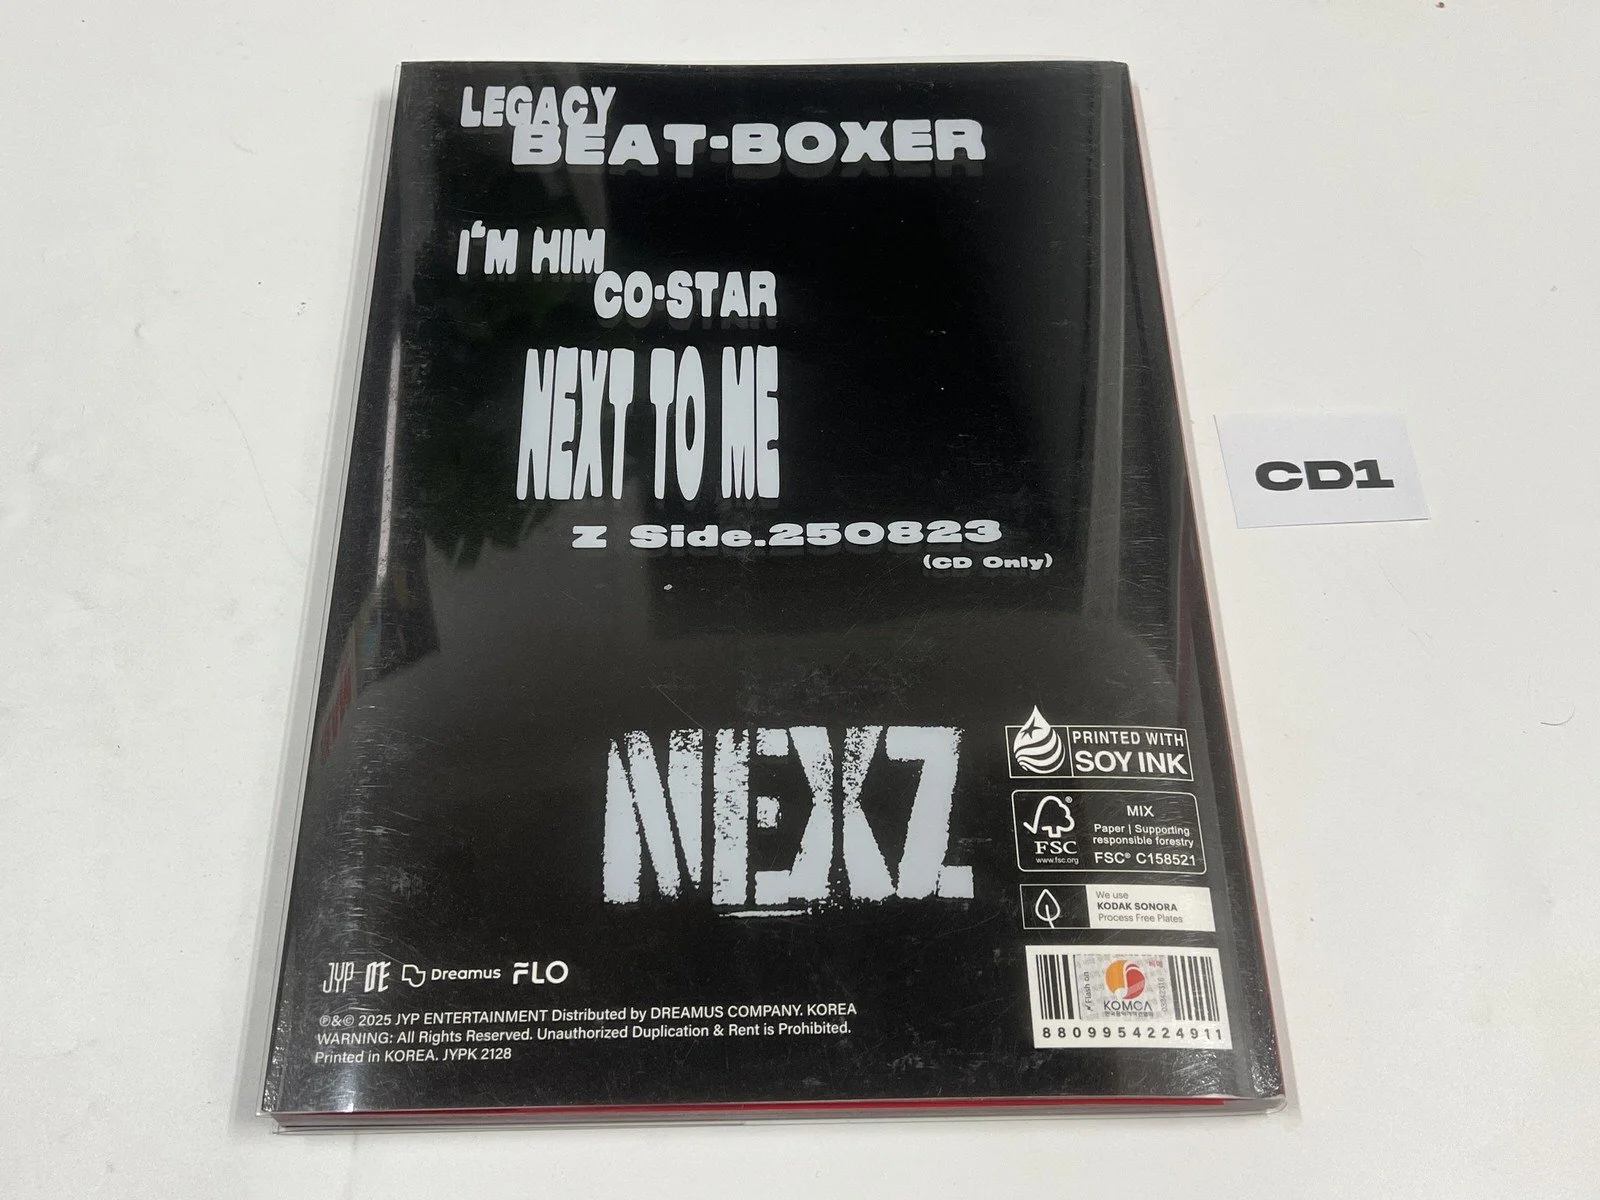 LEGACY
BEAT-BOXER
I'M HIM
CO-STAR
NEXT TO ME
Z Side.250823
(CD Only)
CD1
NEXZ
PRINTED WITH
SOY INK
FSC
www.fsc.org
MIX
Paper | Supporting
responsible forestry
FSC® C158521
We use
KODAK SONORA
Process Free Plates
JYP Dreamus FLO
℗&© 2025 JYP ENTERTAINMENT Distributed by DREAMUS COMPANY. KOREA
WARNING: All Rights Reserved. Unauthorized Duplication & Rent is Prohibited.
Printed in KOREA. JYPK 2128
Flash on
KOMCA
8809954224911